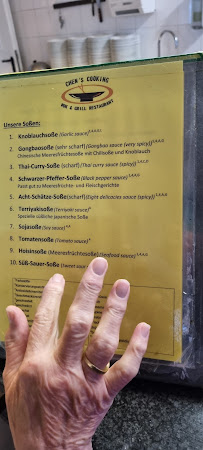 CHEN'S COOKING
WOK & GRILL RESTAURANT
Unsere Soßen:
1. Knoblauchsoße (Garlic sauce)
2. Gongbaosoße (sehr scharf)(Gongbao sauce (very spicy))
Chinesische Meeresfrüchtsoße mit Chilisoße und Knoblauch
3. Thai-Curry-Soße (scharf)(Thai curry sauce (spicy))
4. Schwarzer-Pfeffer-Soße (Black pepper sauce)
Passt gut zu Meeresfrüchte- und Fleischgerichte
5. Acht-Schätze-Soße(scharf)(Eight delicacies sauce (spicy))
6. Terriyakisoße (Teriyaki sauce)
Spezielle süßliche japanische Soße
7. Sojasoße (Soy sauce)
8. Tomatensoße (Tomato sauce)
9. Hoisinsoße (Meeresfrüchtesoße)(Seafood sauce)
10. Süß-Sauer-Soße (Sweet